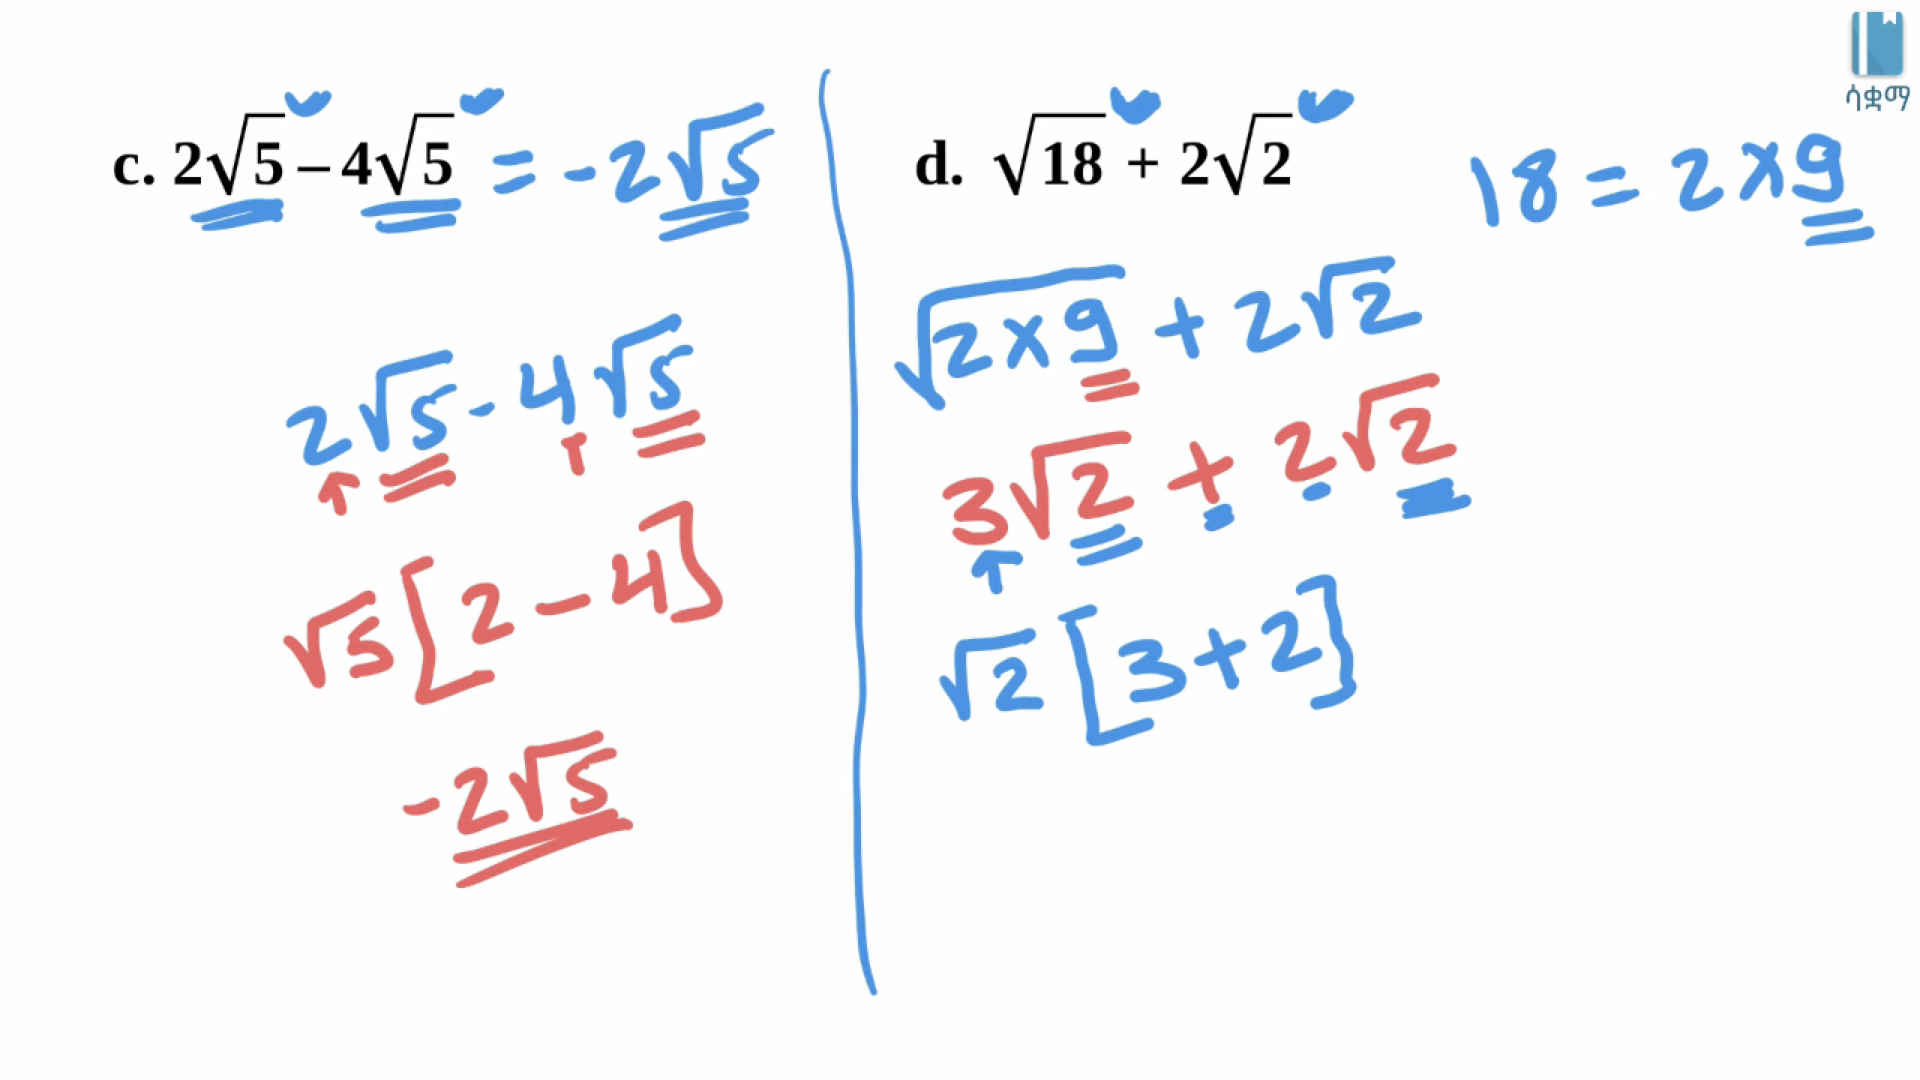 c. 2√5 – 4√5 = -2√5
2√5 - 4√5
√5[2 - 4]
-2√5
d. √18 + 2√2
18 = 2×9
√2×9 + 2√2
3√2 + 2√2
√2[3+2]
ሳቋማ